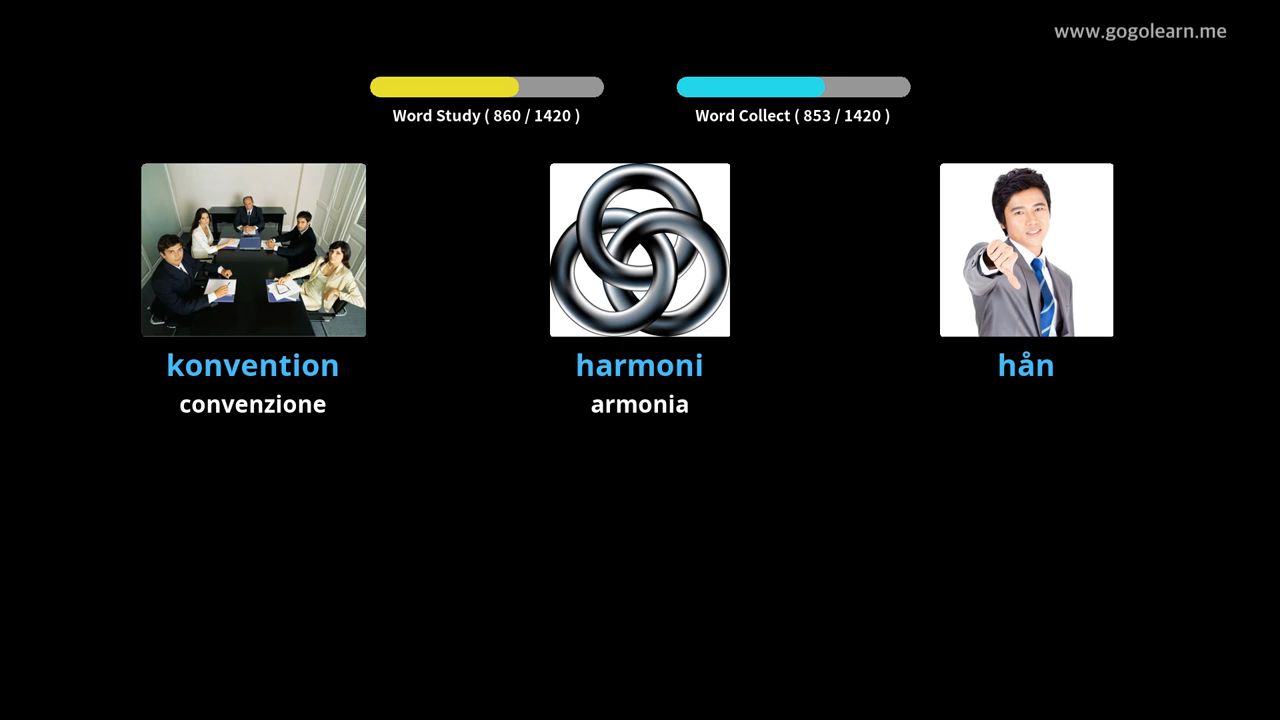 www.gogolearn.me
Word Study ( 860 / 1420 )
Word Collect ( 853 / 1420 )
konvention
convenzione
harmoni
armonia
hån